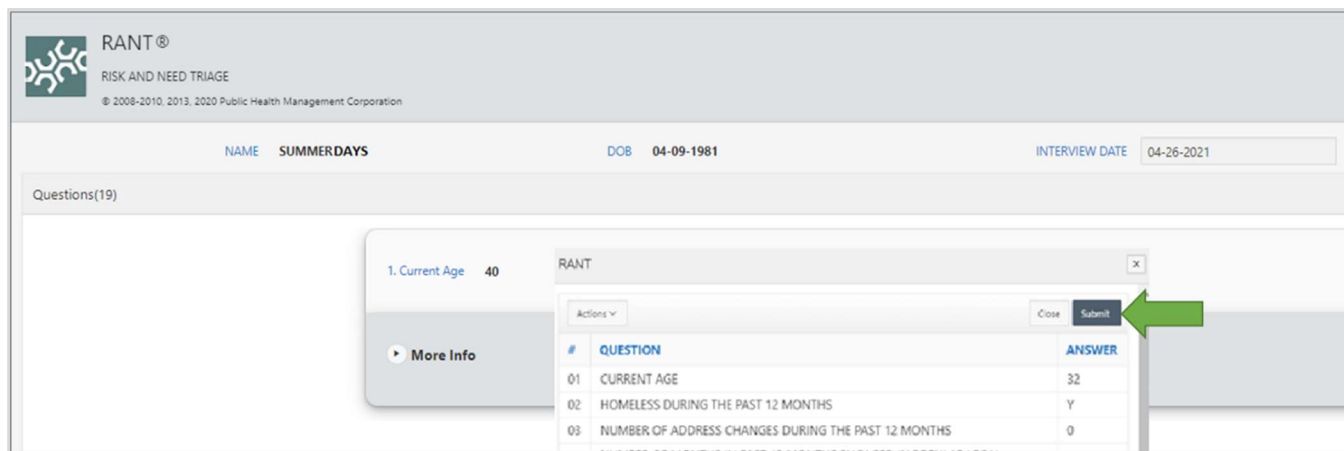 RANT®
RISK AND NEED TRIAGE
© 2008-2010, 2013, 2020 Public Health Management Corporation
NAME SUMMERDAYS DOB 04-09-1981 INTERVIEW DATE 04-26-2021
Questions(19)
1. Current Age 40
RANT x
Actions Close Submit
More Info
# QUESTION ANSWER
01 CURRENT AGE 32
02 HOMELESS DURING THE PAST 12 MONTHS Y
03 NUMBER OF ADDRESS CHANGES DURING THE PAST 12 MONTHS 0